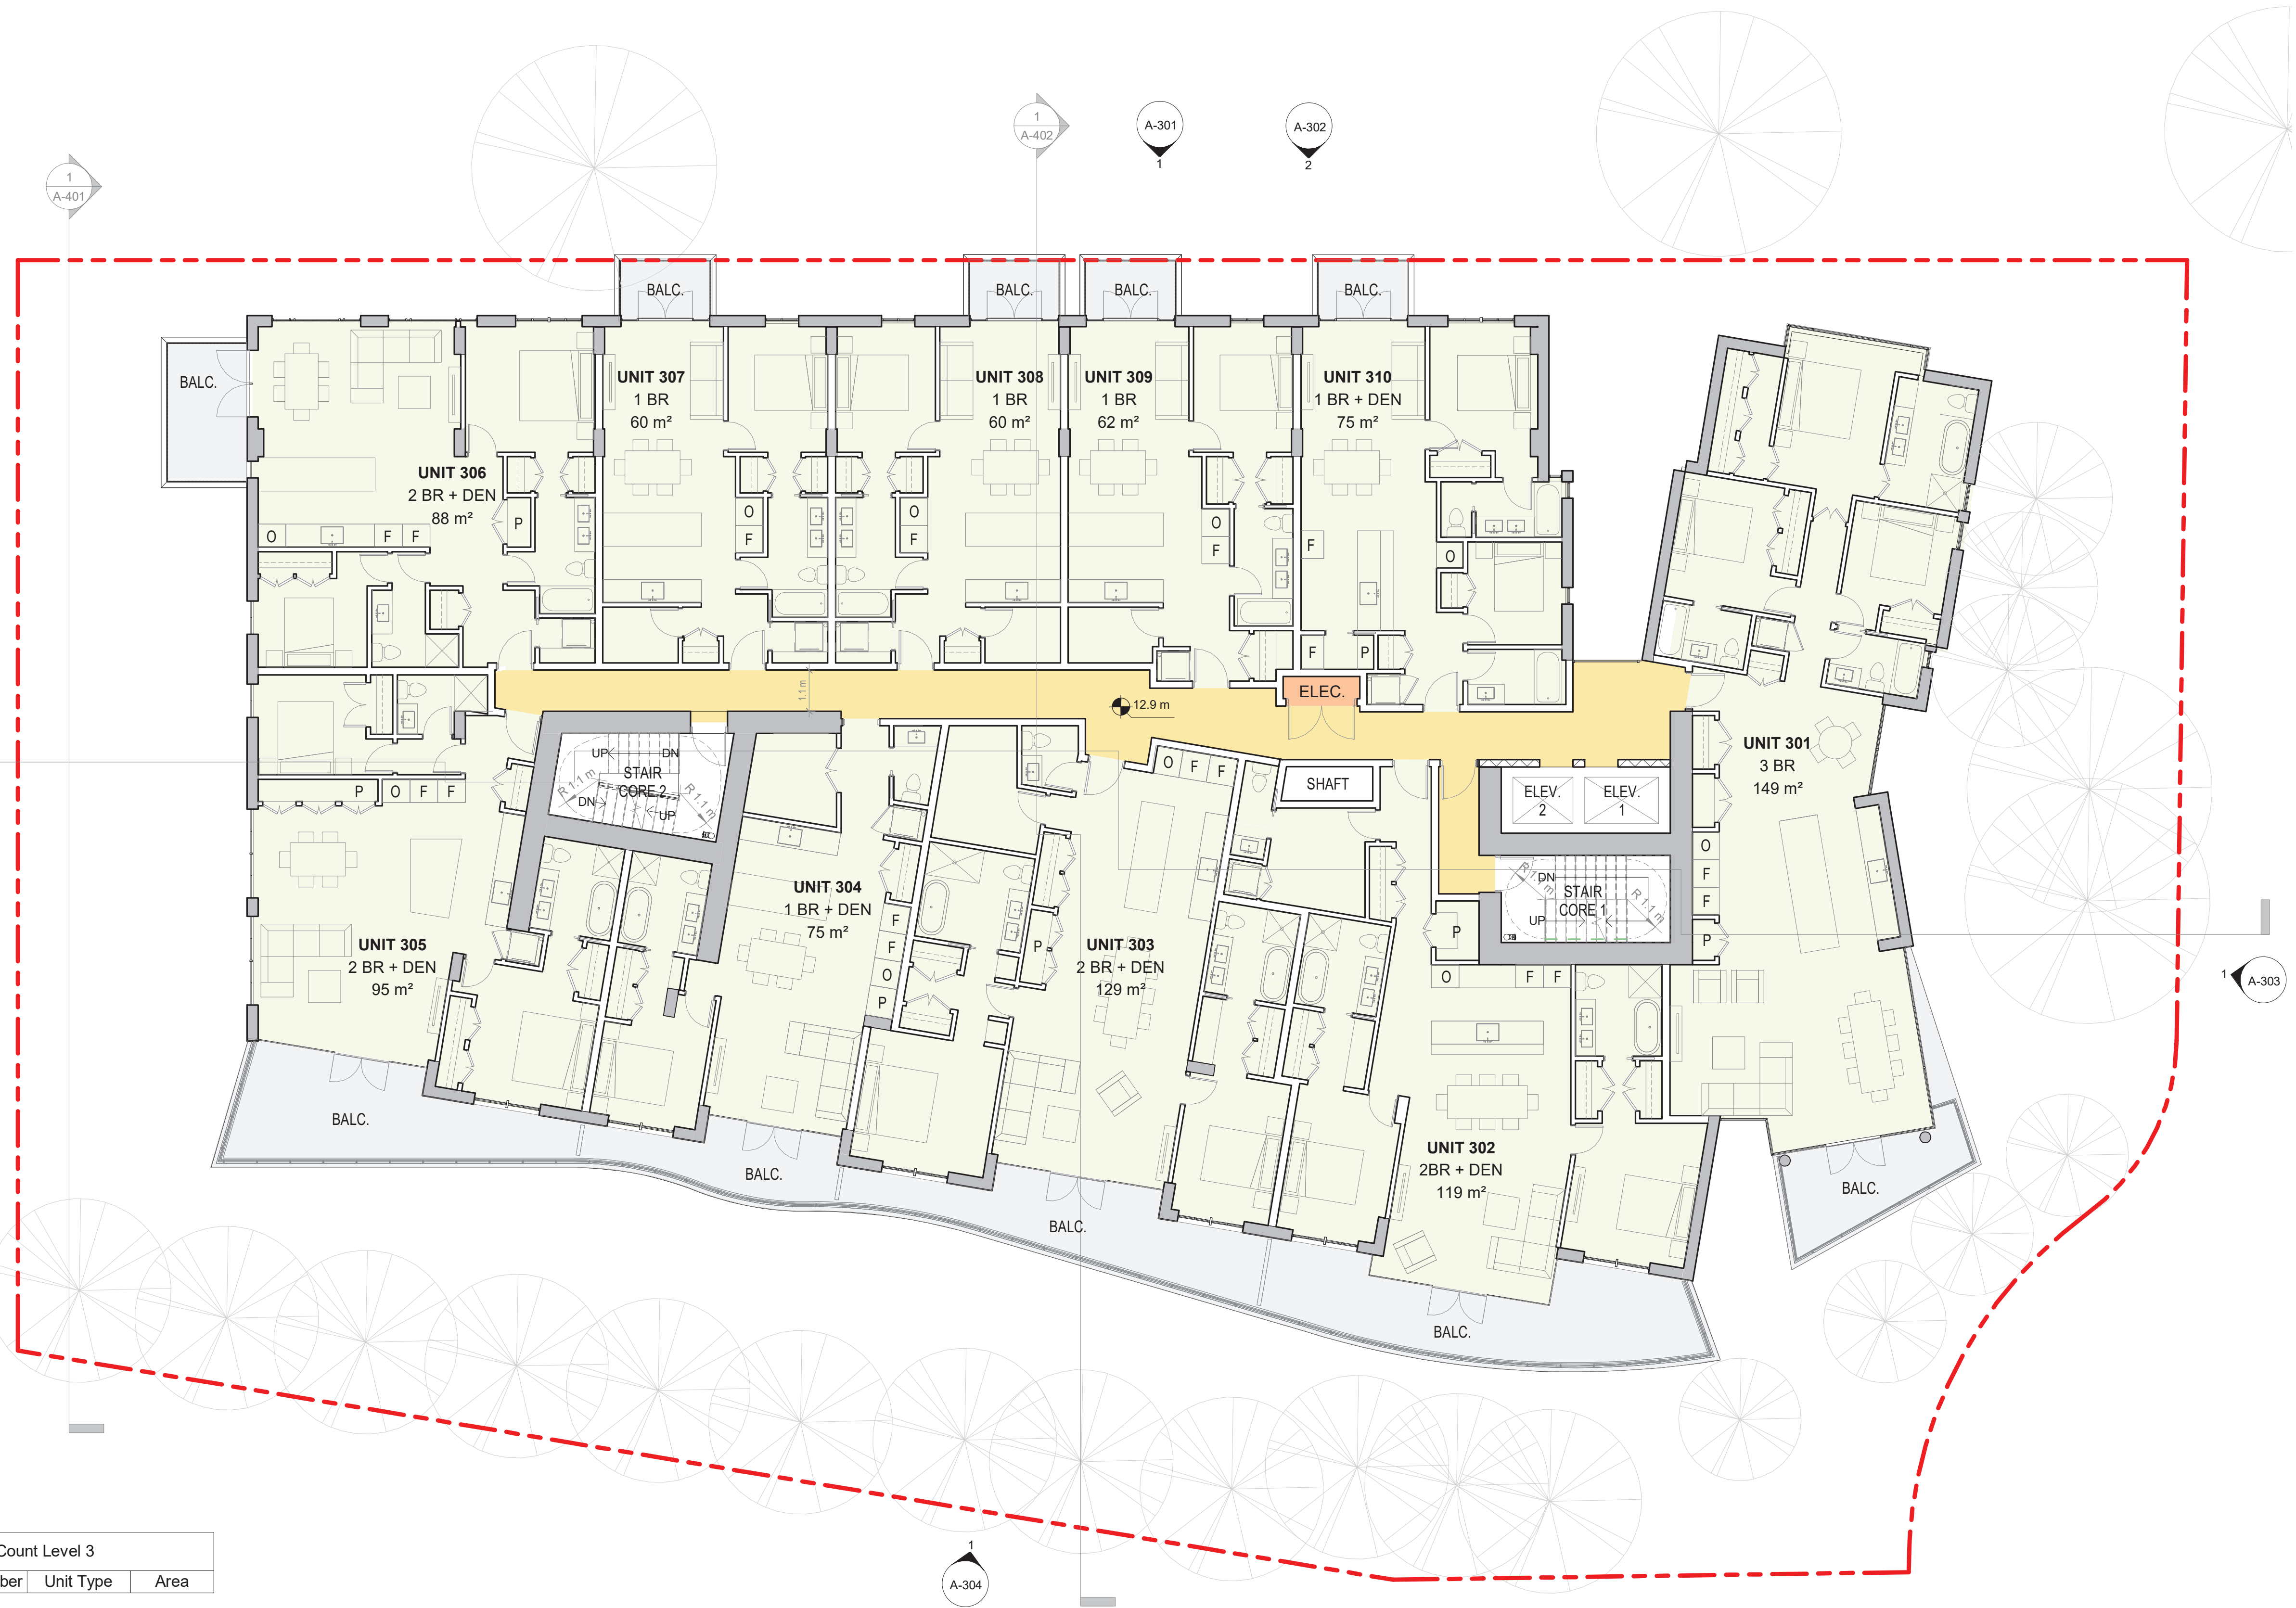 1
A-401
1
A-402
A-301
1
A-302
2
BALC.
BALC.
BALC.
BALC.
BALC.
UNIT 306
2 BR + DEN
88 m²
O
F
F
P
UNIT 307
1 BR
60 m²
O
F
UNIT 308
1 BR
60 m²
O
F
UNIT 309
1 BR
62 m²
O
F
UNIT 310
1 BR + DEN
75 m²
F
O
F
P
1.1 m
12.9 m
ELEC.
UNIT 301
3 BR
149 m²
O
F
F
P
SHAFT
ELEV.
2
ELEV.
1
UP
DN
STAIR
CORE 2
R 1.1 m
R 1.1 m
DN
UP
DN
STAIR
CORE 1
R 1.1 m
R 1.1 m
UP
P
O
F
F
UNIT 305
2 BR + DEN
95 m²
UNIT 304
1 BR + DEN
75 m²
F
F
O
P
O
F
F
P
UNIT 303
2 BR + DEN
129 m²
P
O
F
F
UNIT 302
2BR + DEN
119 m²
BALC.
BALC.
BALC.
BALC.
BALC.
1
A-303
1
A-304
Count Level 3
ber
Unit Type
Area